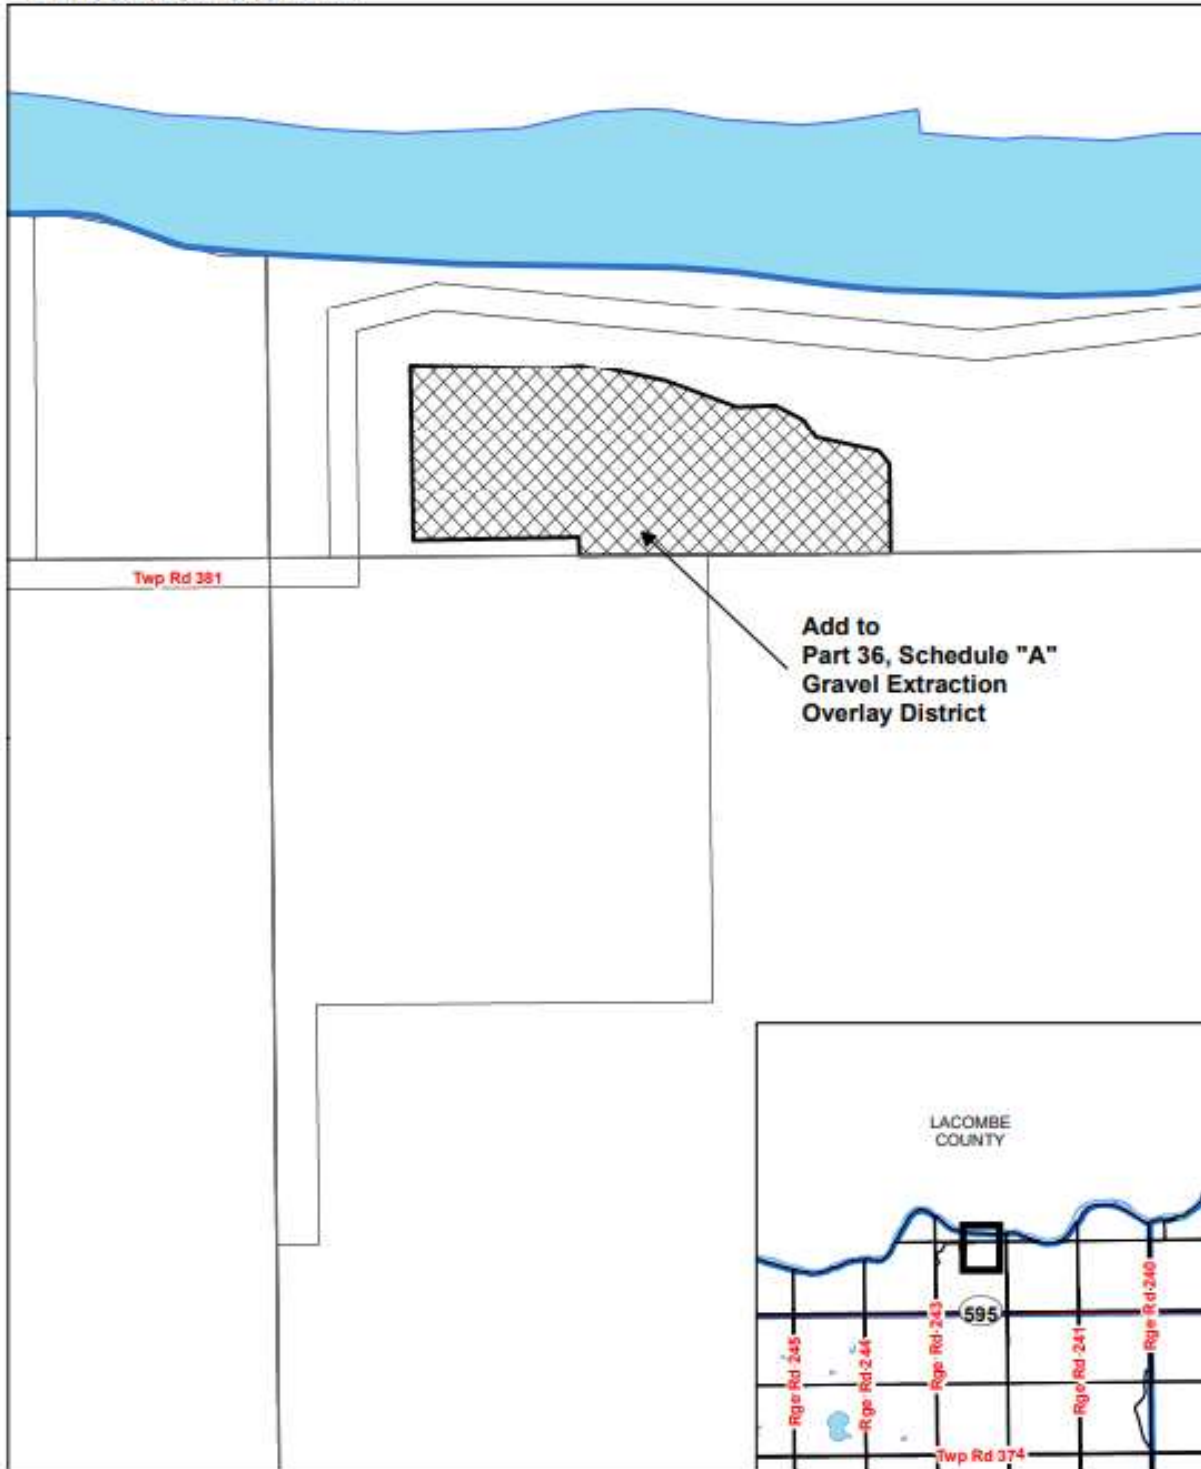 Twp Rd 381
Add to
Part 36, Schedule "A"
Gravel Extraction
Overlay District
LACOMBE
COUNTY
595
Rge Rd 245
Rge Rd 244
Rge Rd 243
Rge Rd 241
Rge Rd 240
Twp Rd 374